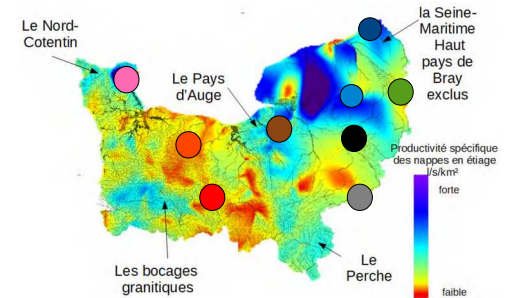 Le Nord-
Cotentin
la Seine-
Maritime
Haut
pays de
Bray
exclus
Le Pays
d'Auge
Productivité spécifique
des nappes en étiage
l/s/km²
forte
faible
Les bocages
granitiques
Le
Perche